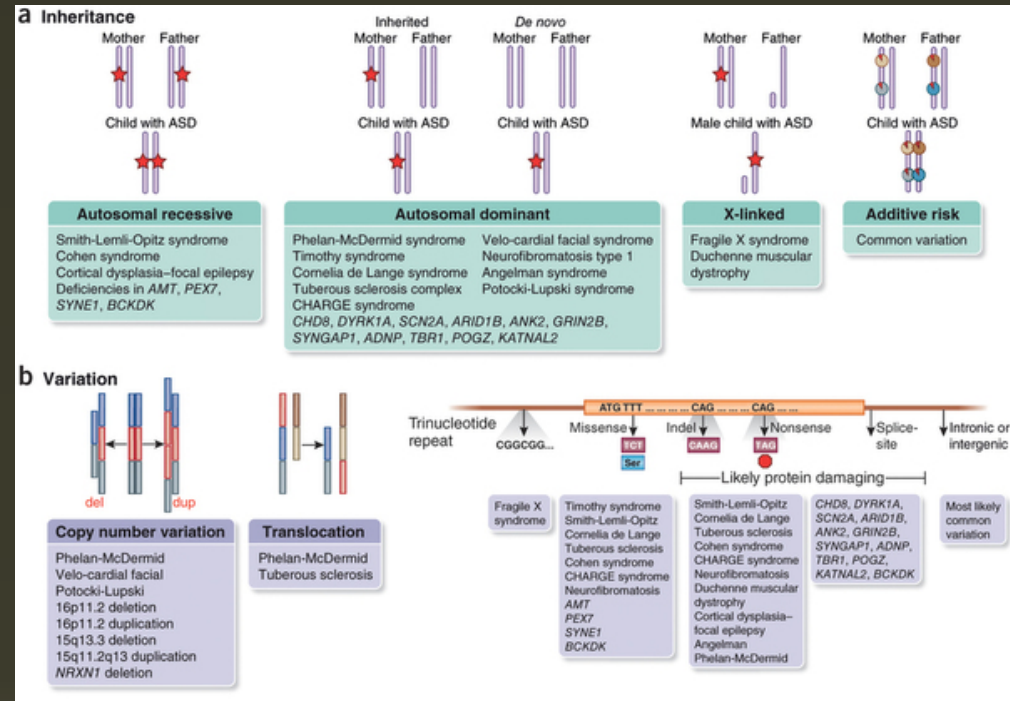 a Inheritance
Inherited
De novo
Mother Father
Mother Father
Mother Father
Mother Father
Mother Father
Child with ASD
Child with ASD
Child with ASD
Male child with ASD
Child with ASD
Autosomal recessive
Smith-Lemli-Opitz syndrome
Cohen syndrome
Cortical dysplasia–focal epilepsy
Deficiencies in AMT, PEX7,
SYNE1, BCKDK
Autosomal dominant
Phelan-McDermid syndrome
Timothy syndrome
Cornelia de Lange syndrome
Tuberous sclerosis complex
CHARGE syndrome
Velo-cardial facial syndrome
Neurofibromatosis type 1
Angelman syndrome
Potocki-Lupski syndrome
CHD8, DYRK1A, SCN2A, ARID1B, ANK2, GRIN2B,
SYNGAP1, ADNP, TBR1, POGZ, KATNAL2
X-linked
Fragile X syndrome
Duchenne muscular
dystrophy
Additive risk
Common variation
b Variation
del
dup
Copy number variation
Phelan-McDermid
Velo-cardial facial
Potocki-Lupski
16p11.2 deletion
16p11.2 duplication
15q13.3 deletion
15q11.2q13 duplication
NRXN1 deletion
Translocation
Phelan-McDermid
Tuberous sclerosis
ATG TTT ... ... ... ... CAG ... ... ... CAG ... ...
Trinucleotide
repeat
CGGCGG...
Missense
TCT
Ser
Indel
CAAG
Nonsense
TAG
Splice-
site
Intronic or
intergenic
Likely protein damaging
Fragile X
syndrome
Timothy syndrome
Smith-Lemli-Opitz
Cornelia de Lange
Tuberous sclerosis
Cohen syndrome
CHARGE syndrome
Neurofibromatosis
AMT
PEX7
SYNE1
BCKDK
Smith-Lemli-Opitz
Cornelia de Lange
Tuberous sclerosis
Cohen syndrome
CHARGE syndrome
Neurofibromatosis
Duchenne muscular
dystrophy
Cortical dysplasia–
focal epilepsy
Angelman
Phelan-McDermid
CHD8, DYRK1A,
SCN2A, ARID1B,
ANK2, GRIN2B,
SYNGAP1, ADNP,
TBR1, POGZ,
KATNAL2, BCKDK
Most likely
common
variation